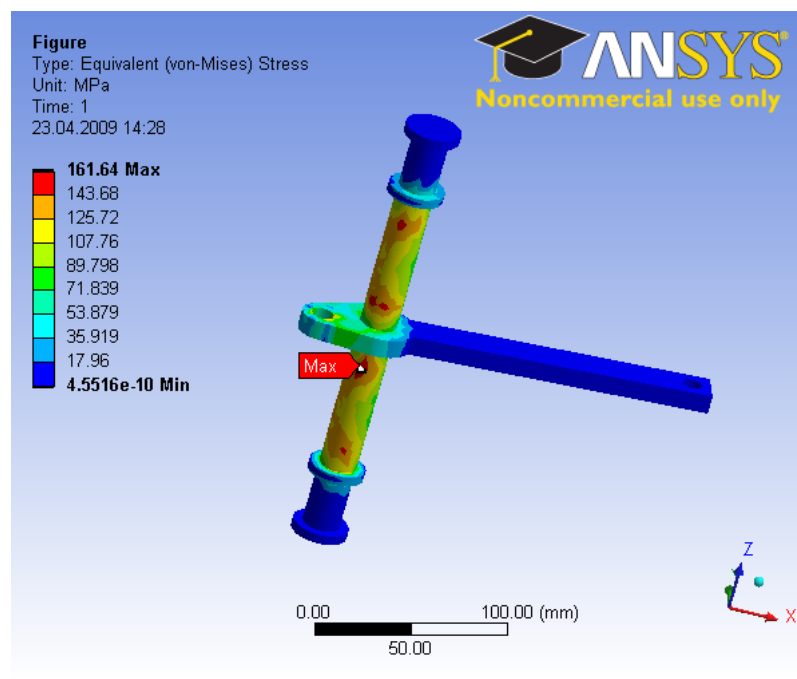 Figure
Type: Equivalent (von-Mises) Stress
Unit: MPa
Time: 1
23.04.2009 14:28
ANSYS®
Noncommercial use only
161.64 Max
143.68
125.72
107.76
89.798
71.839
53.879
35.919
17.96
4.5516e-10 Min
Max
0.00 100.00 (mm)
50.00
Z
X